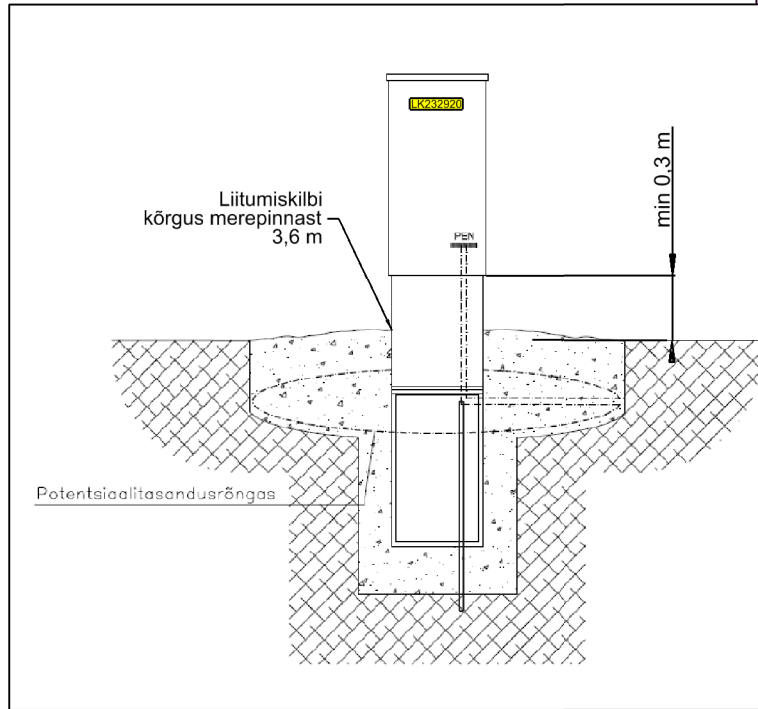 LK232920
min 0,3 m
Liitumiskilbi
kõrgus merepinnast
3,6 m
PEN
Potentsiaalitasandusrõngas